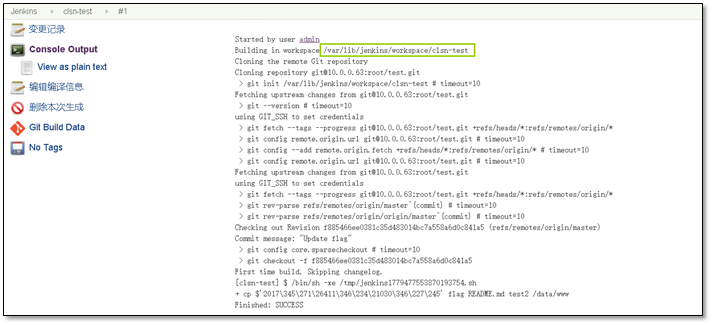 Jenkins › clsn-test › #1
变更记录
Console Output
View as plain text
编辑编译信息
删除本次生成
Git Build Data
No Tags
Started by user admin
Building in workspace /var/lib/jenkins/workspace/clsn-test
Cloning the remote Git repository
Cloning repository git@10.0.0.63:root/test.git
> git init /var/lib/jenkins/workspace/clsn-test # timeout=10
Fetching upstream changes from git@10.0.0.63:root/test.git
> git --version # timeout=10
using GIT_SSH to set credentials
> git fetch --tags --progress git@10.0.0.63:root/test.git +refs/heads/*:refs/remotes/origin/*
> git config remote.origin.url git@10.0.0.63:root/test.git # timeout=10
> git config --add remote.origin.fetch +refs/heads/*:refs/remotes/origin/* # timeout=10
> git config remote.origin.url git@10.0.0.63:root/test.git # timeout=10
Fetching upstream changes from git@10.0.0.63:root/test.git
using GIT_SSH to set credentials
> git fetch --tags --progress git@10.0.0.63:root/test.git +refs/heads/*:refs/remotes/origin/*
> git rev-parse refs/remotes/origin/master^{commit} # timeout=10
> git rev-parse refs/remotes/origin/origin/master^{commit} # timeout=10
Checking out Revision f885466ee0381c35d483014bc7a558a6d0c841a5 (refs/remotes/origin/master)
Commit message: "Update flag"
> git config core.sparsecheckout # timeout=10
> git checkout -f f885466ee0381c35d483014bc7a558a6d0c841a5
First time build. Skipping changelog.
[clsn-test] $ /bin/sh -xe /tmp/jenkins1779477553870193754.sh
+ cp $'2017\345\271\26411\346\234\21030\346\227\245' flag README.md test2 /data/www
Finished: SUCCESS